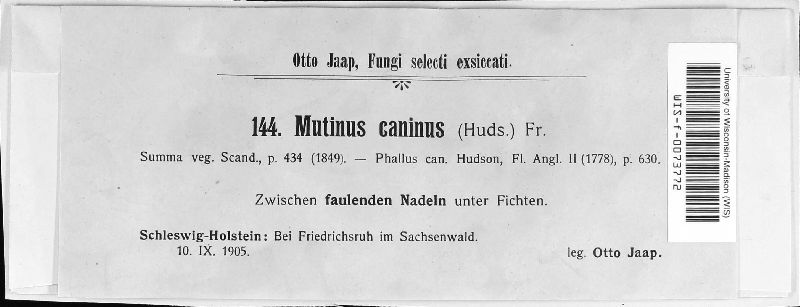 Otto Jaap, Fungi selecti exsiccati.
144. Mutinus caninus (Huds.) Fr.
Summa veg. Scand., p. 434 (1849). — Phallus can. Hudson, Fl. Angl. II (1778), p. 630.
Zwischen faulenden Nadeln unter Fichten.
Schleswig-Holstein: Bei Friedrichsruh im Sachsenwald.
10. IX. 1905.
leg. Otto Jaap.
University of Wisconsin-Madison (WIS)
WIS-f-0073772